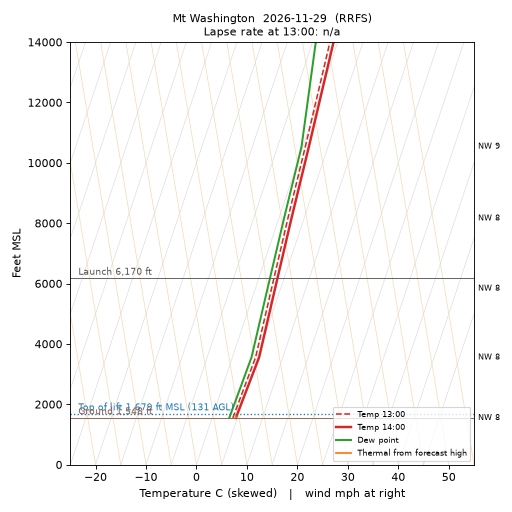 Mt Washington  2026-11-29  (RRFS)
Lapse rate at 13:00: n/a
14000
12000
10000
8000
6000
4000
2000
0
Feet MSL
Launch 6,170 ft
Top of lift 1,679 ft MSL (131 AGL)
Ground 1,548 ft
NW 9
NW 8
NW 8
NW 8
NW 8
Temp 13:00
Temp 14:00
Dew point
Thermal from forecast high
−20
−10
0
10
20
30
40
50
Temperature C (skewed)   |   wind mph at right